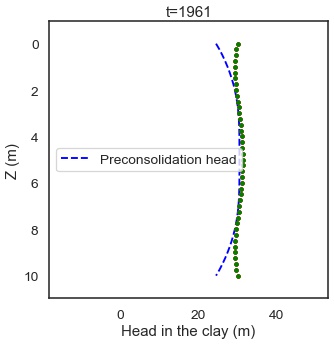 t=1961
0
2
4
Preconsolidation head
6
8
10
Z (m)
0 20 40
Head in the clay (m)